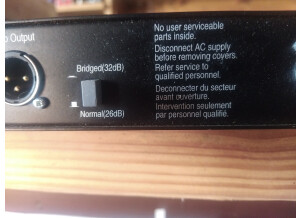 o Output
Bridged(32dB)
Normal(26dB)
No user serviceable
parts inside.
Disconnect AC supply
before removing covers.
Refer service to
qualified personnel.
Deconnecter du secteur
avant ouverture.
Intervention seulement
par personnel qualifié.